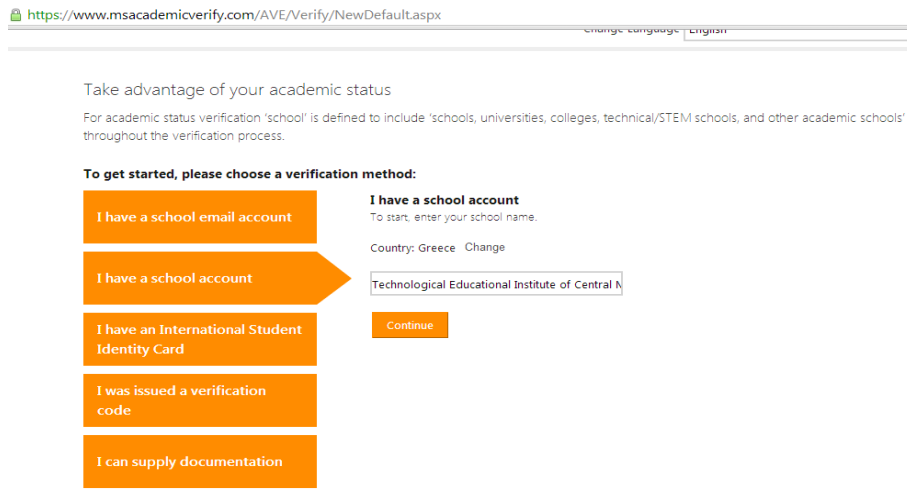 https://www.msacademicverify.com/AVE/Verify/NewDefault.aspx
Change Language English
Take advantage of your academic status
For academic status verification 'school' is defined to include 'schools, universities, colleges, technical/STEM schools, and other academic schools'
throughout the verification process.
To get started, please choose a verification method:
I have a school email account
I have a school account
I have an International Student
Identity Card
I was issued a verification
code
I can supply documentation
I have a school account
To start, enter your school name.
Country: Greece Change
Technological Educational Institute of Central M
Continue